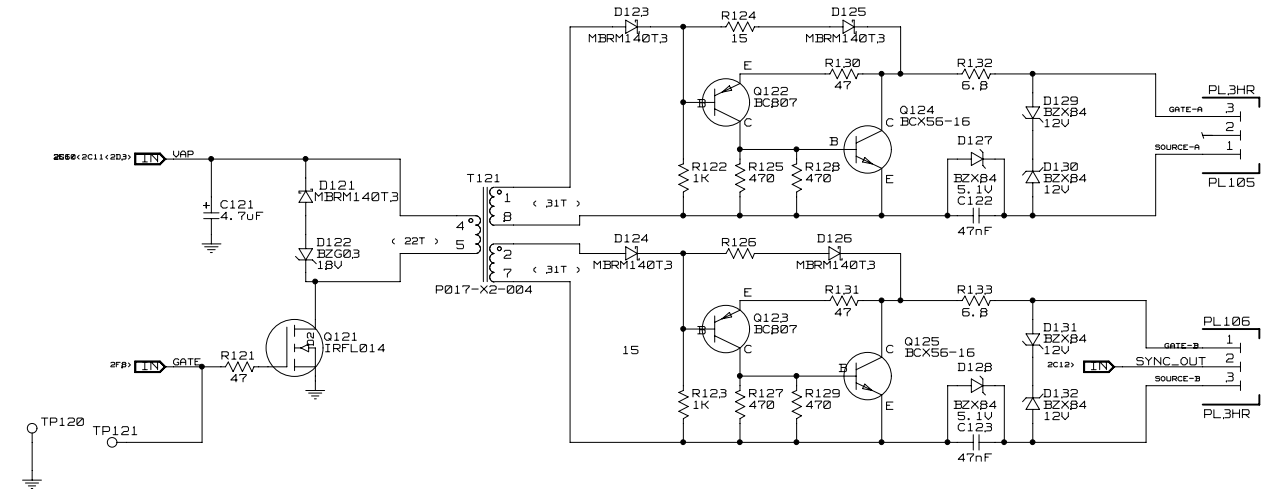 D123
MBRM140T3
R124
15
D125
MBRM140T3
E
B
C
Q122
BC807
R130
47
Q124
BCX56-16
C
B
E
R132
6.8
D129
BZX84
12V
D130
BZX84
12V
D127
BZX84
5.1V
C122
47nF
R122
1K
R125
470
R128
470
PL3HR
GATE-A
3
2
SOURCE-A
1
PL105
IN
VAP
C121
4.7uF
+
D121
MBRM140T3
D122
BZG03
18V
( 22T )
T121
4
5
1
8
( 31T )
2
7
( 31T )
P017-X2-004
D124
MBRM140T3
R126
D126
MBRM140T3
E
B
C
Q123
BC807
R131
47
Q125
BCX56-16
C
B
E
R133
6.8
D131
BZX84
12V
D132
BZX84
12V
D128
BZX84
5.1V
C123
47nF
15
R123
1K
R127
470
R129
470
PL106
GATE-B
1
2C12>
IN
SYNC_OUT
2
SOURCE-B
3
PL3HR
2F8>
IN
GATE
R121
47
D2
Q121
IRFL014
TP120
TP121